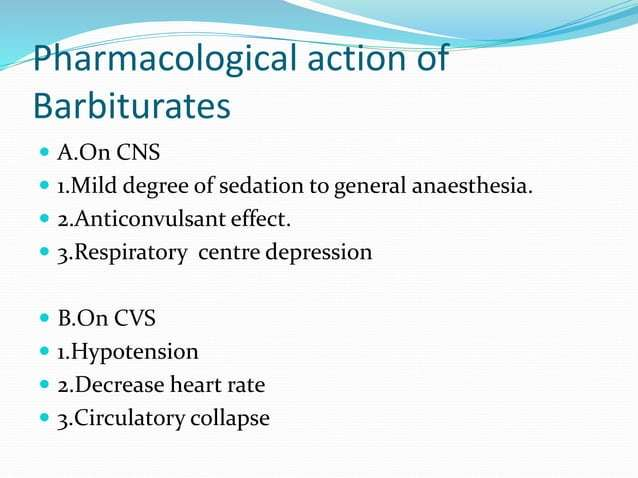 Pharmacological action of
Barbiturates
A.On CNS
1.Mild degree of sedation to general anaesthesia.
2.Anticonvulsant effect.
3.Respiratory  centre depression
B.On CVS
1.Hypotension
2.Decrease heart rate
3.Circulatory collapse